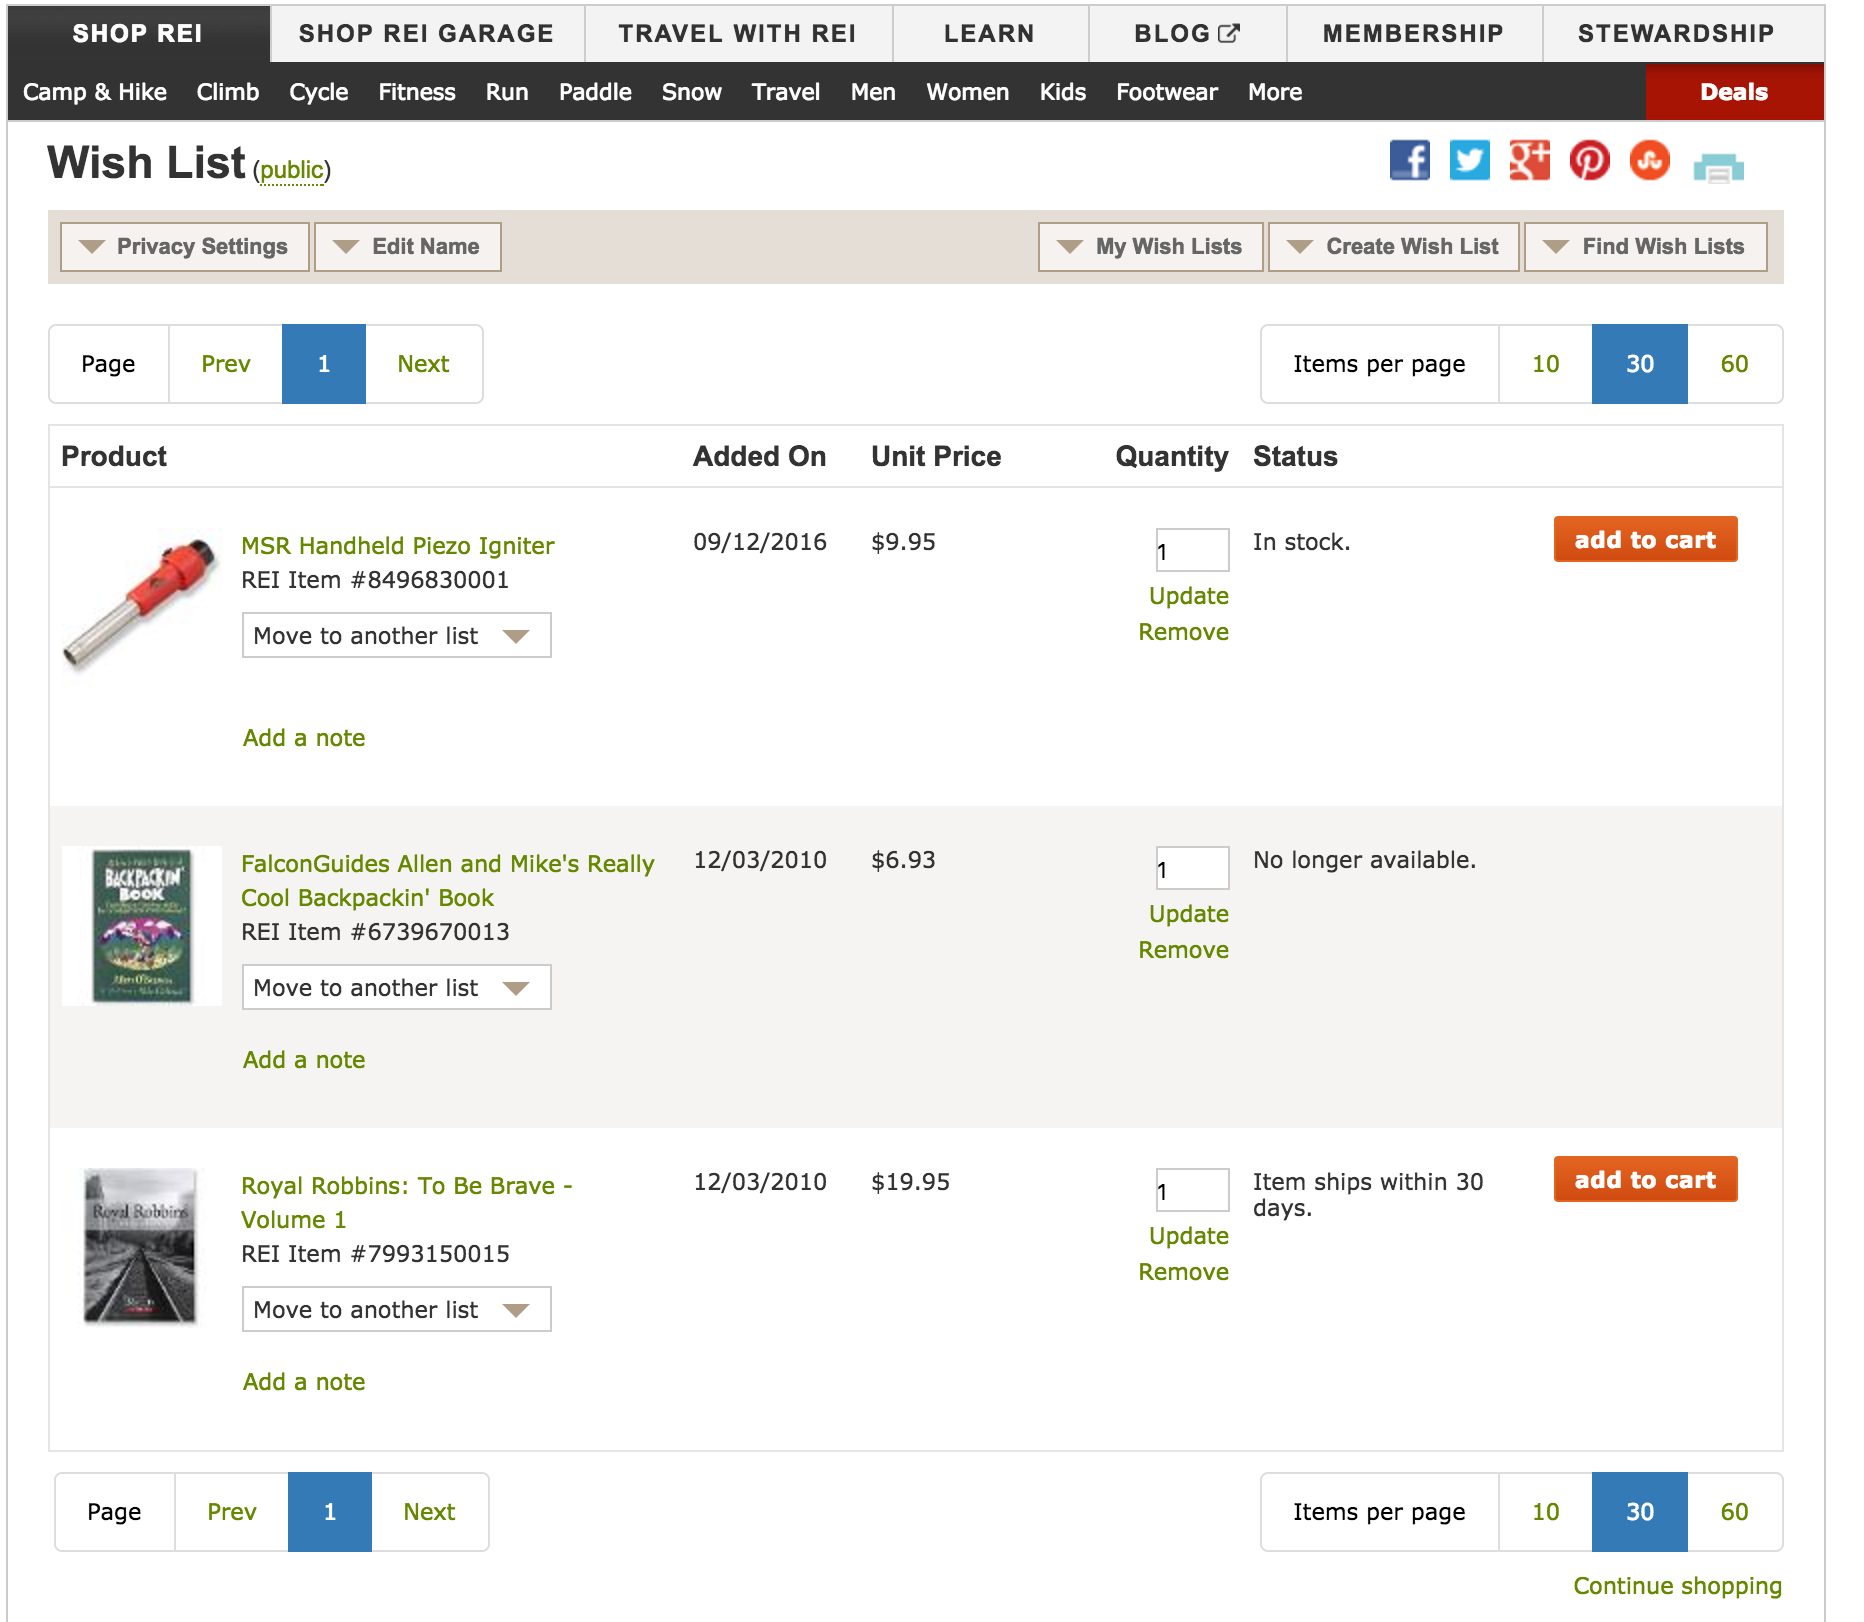 SHOP REI SHOP REI GARAGE TRAVEL WITH REI LEARN BLOG MEMBERSHIP STEWARDSHIP
Camp & Hike Climb Cycle Fitness Run Paddle Snow Travel Men Women Kids Footwear More Deals
Wish List (public)
Privacy Settings Edit Name My Wish Lists Create Wish List Find Wish Lists
Page Prev 1 Next Items per page 10 30 60
Product Added On Unit Price Quantity Status
MSR Handheld Piezo Igniter 09/12/2016 $9.95 1 In stock. add to cart
REI Item #8496830001
Update
Move to another list
Remove
Add a note
BACKPACKIN'
BOOK
FalconGuides Allen and Mike's Really 12/03/2010 $6.93 1 No longer available.
Cool Backpackin' Book
REI Item #6739670013
Update
Remove
Move to another list
Add a note
Royal Robbins
Royal Robbins: To Be Brave - 12/03/2010 $19.95 1 Item ships within 30 add to cart
Volume 1 days.
REI Item #7993150015
Update
Remove
Move to another list
Add a note
Page Prev 1 Next Items per page 10 30 60
Continue shopping